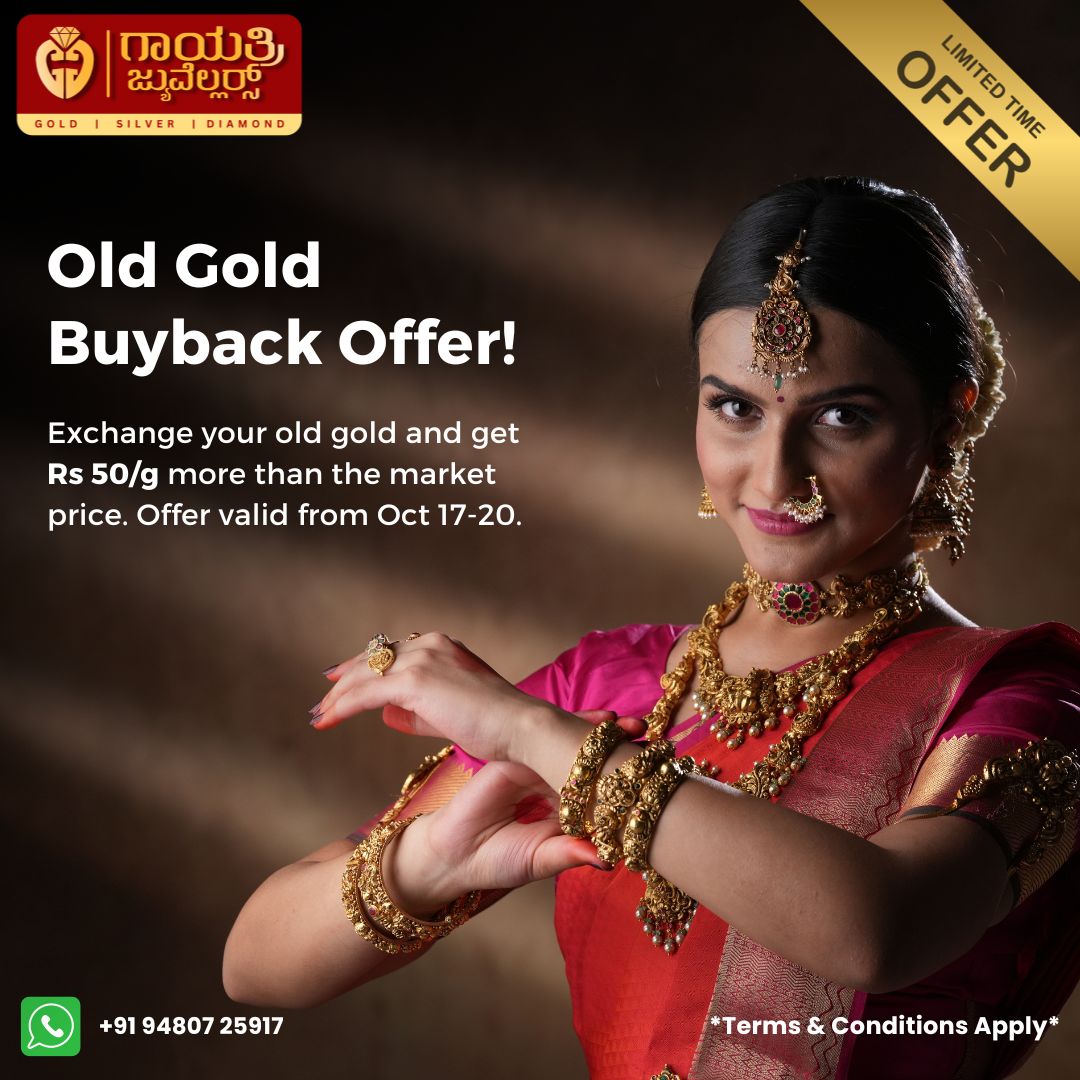 ಗಾಯತ್ರಿ
ಜ್ಯುವೆಲ್ಲರ್ಸ್
GOLD | SILVER | DIAMOND
LIMITED TIME
OFFER
Old Gold
Buyback Offer!
Exchange your old gold and get
Rs 50/g more than the market
price. Offer valid from Oct 17-20.
+91 94807 25917
*Terms & Conditions Apply*